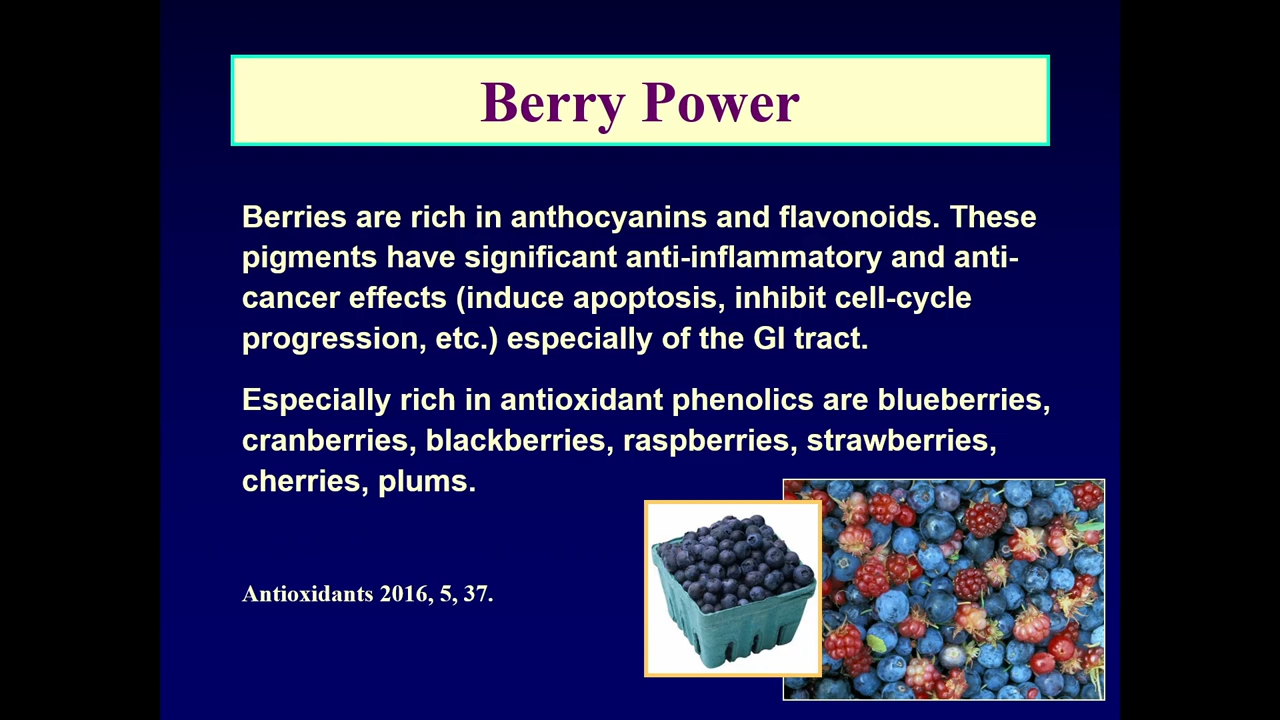 Berry Power
Berries are rich in anthocyanins and flavonoids. These
pigments have significant anti-inflammatory and anti-
cancer effects (induce apoptosis, inhibit cell-cycle
progression, etc.) especially of the GI tract.
Especially rich in antioxidant phenolics are blueberries,
cranberries, blackberries, raspberries, strawberries,
cherries, plums.
Antioxidants 2016, 5, 37.